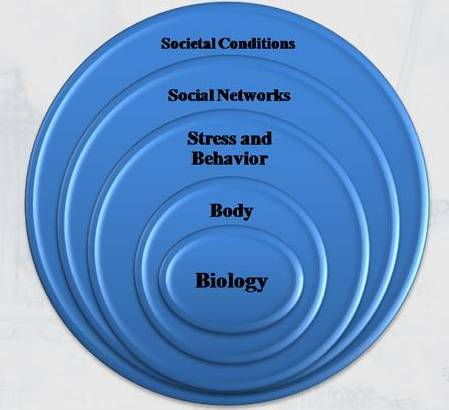 Societal Conditions
Social Networks
Stress and
Behavior
Body
Biology